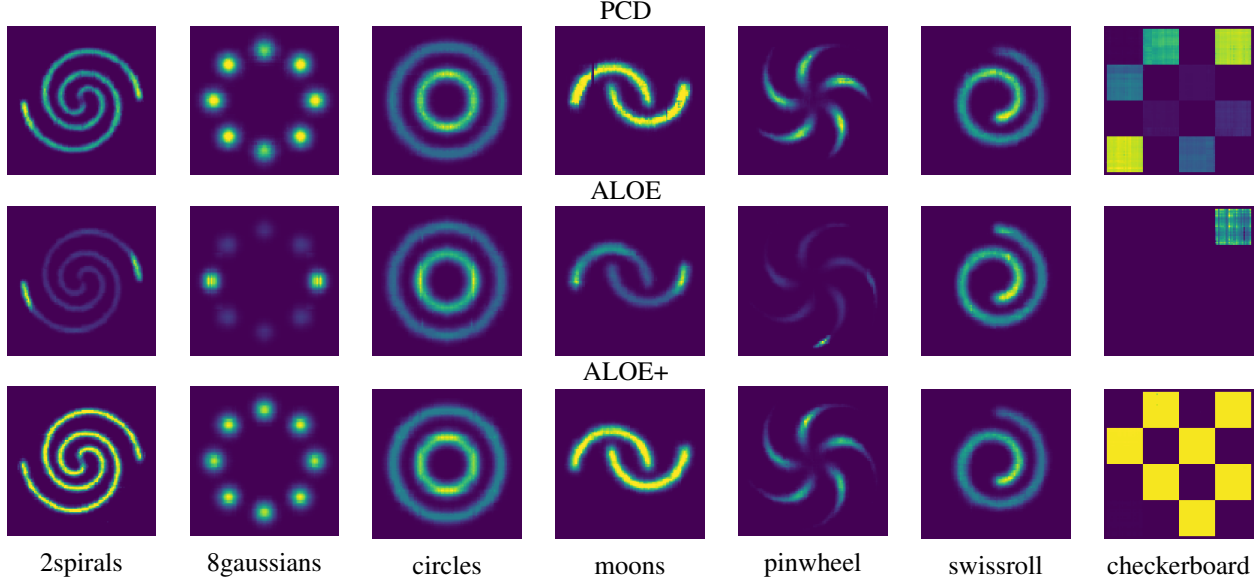 PCD
ALOE
ALOE+
2spirals 8gaussians circles moons pinwheel swissroll checkerboard